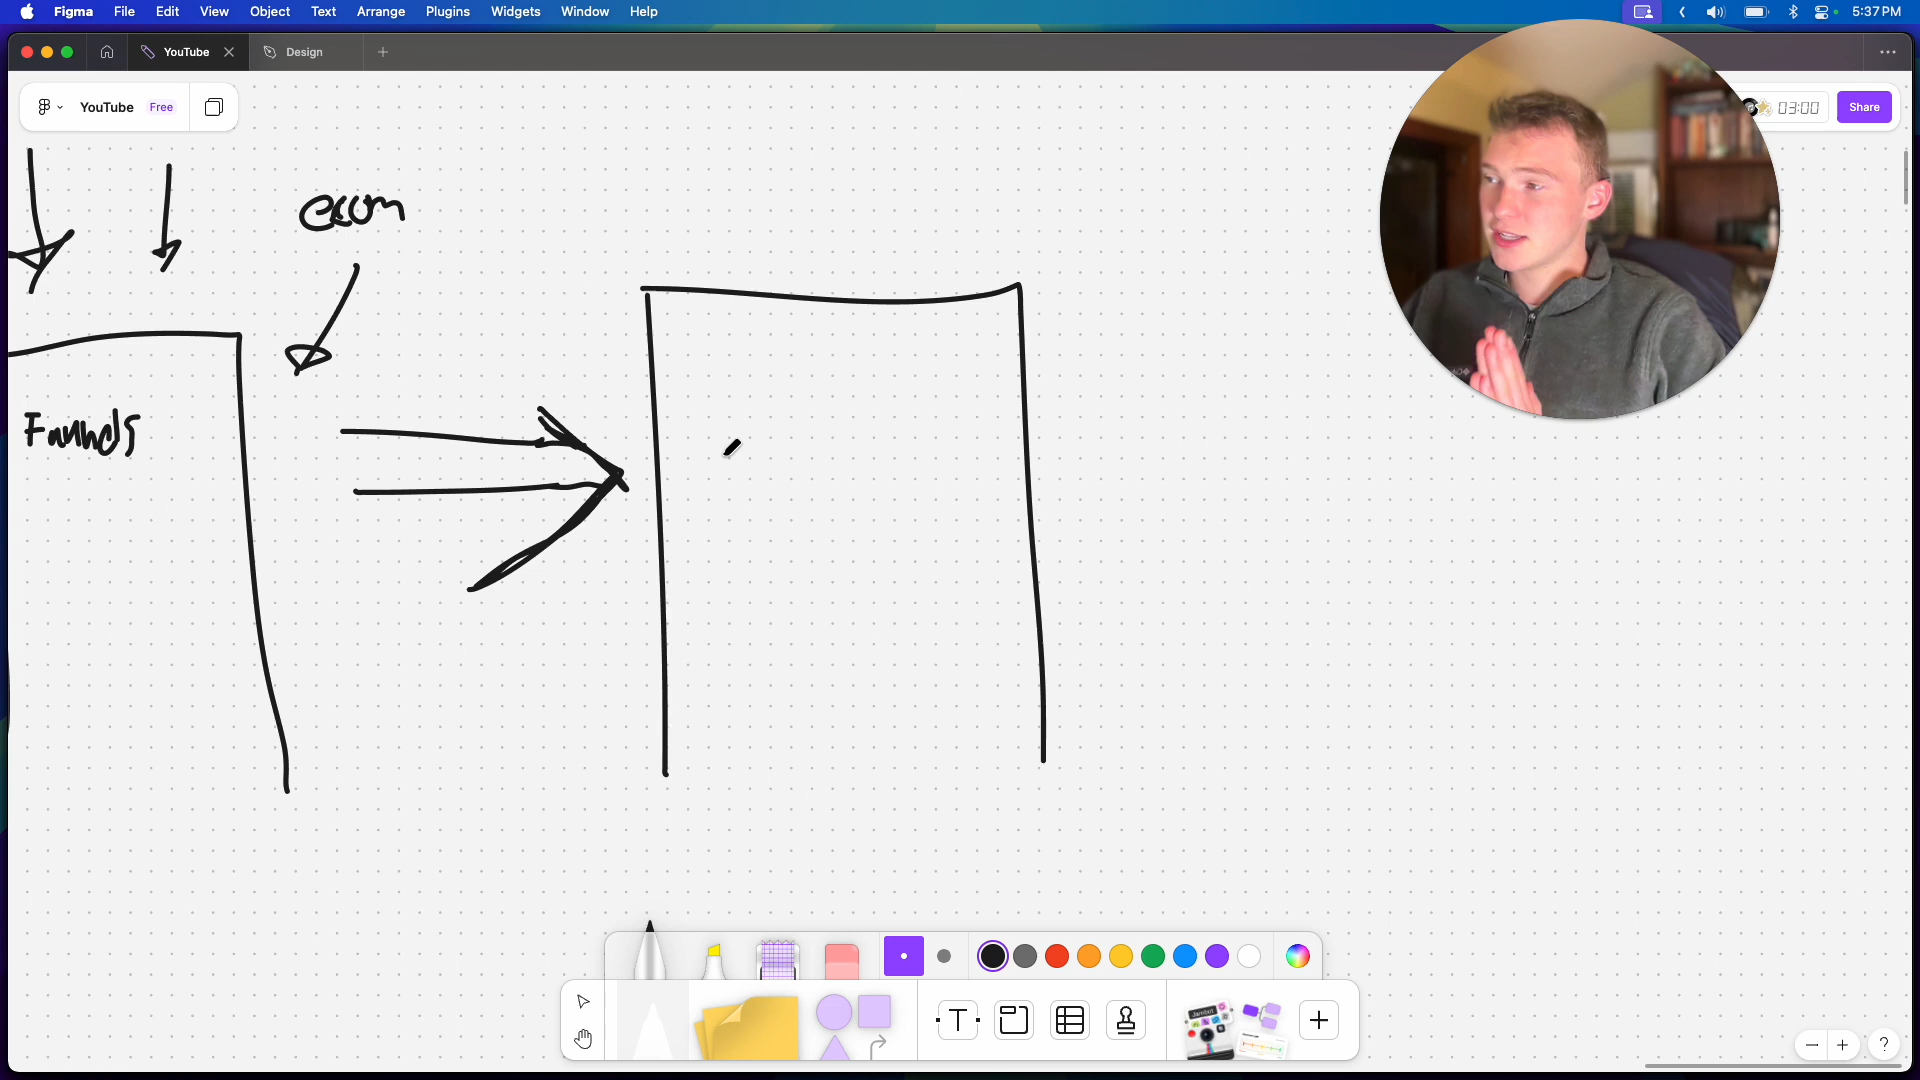 Figma File Edit View Object Text Arrange Plugins Widgets Window Help 5:37 PM
YouTube Design
YouTube Free
03:00 Share
ecom
Funnels
Jambot
T
?